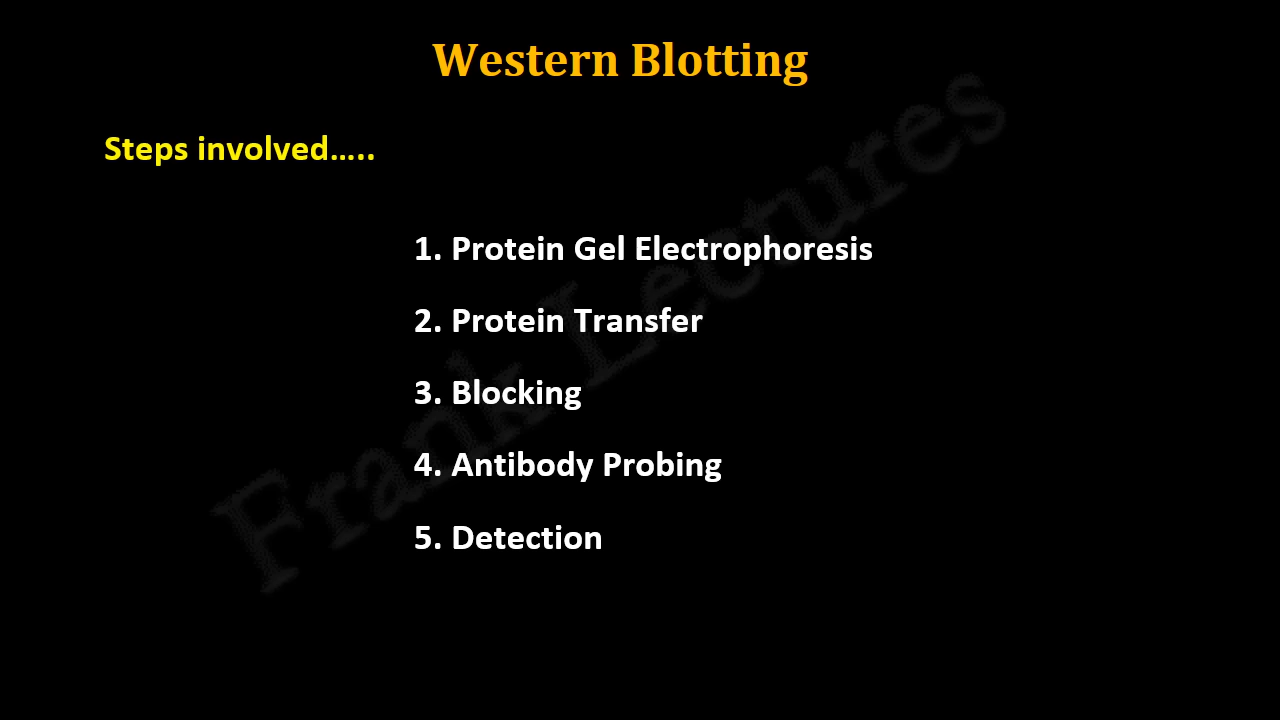 Western Blotting
Steps involved.....
1. Protein Gel Electrophoresis
2. Protein Transfer
3. Blocking
4. Antibody Probing
5. Detection
Frank Lectures